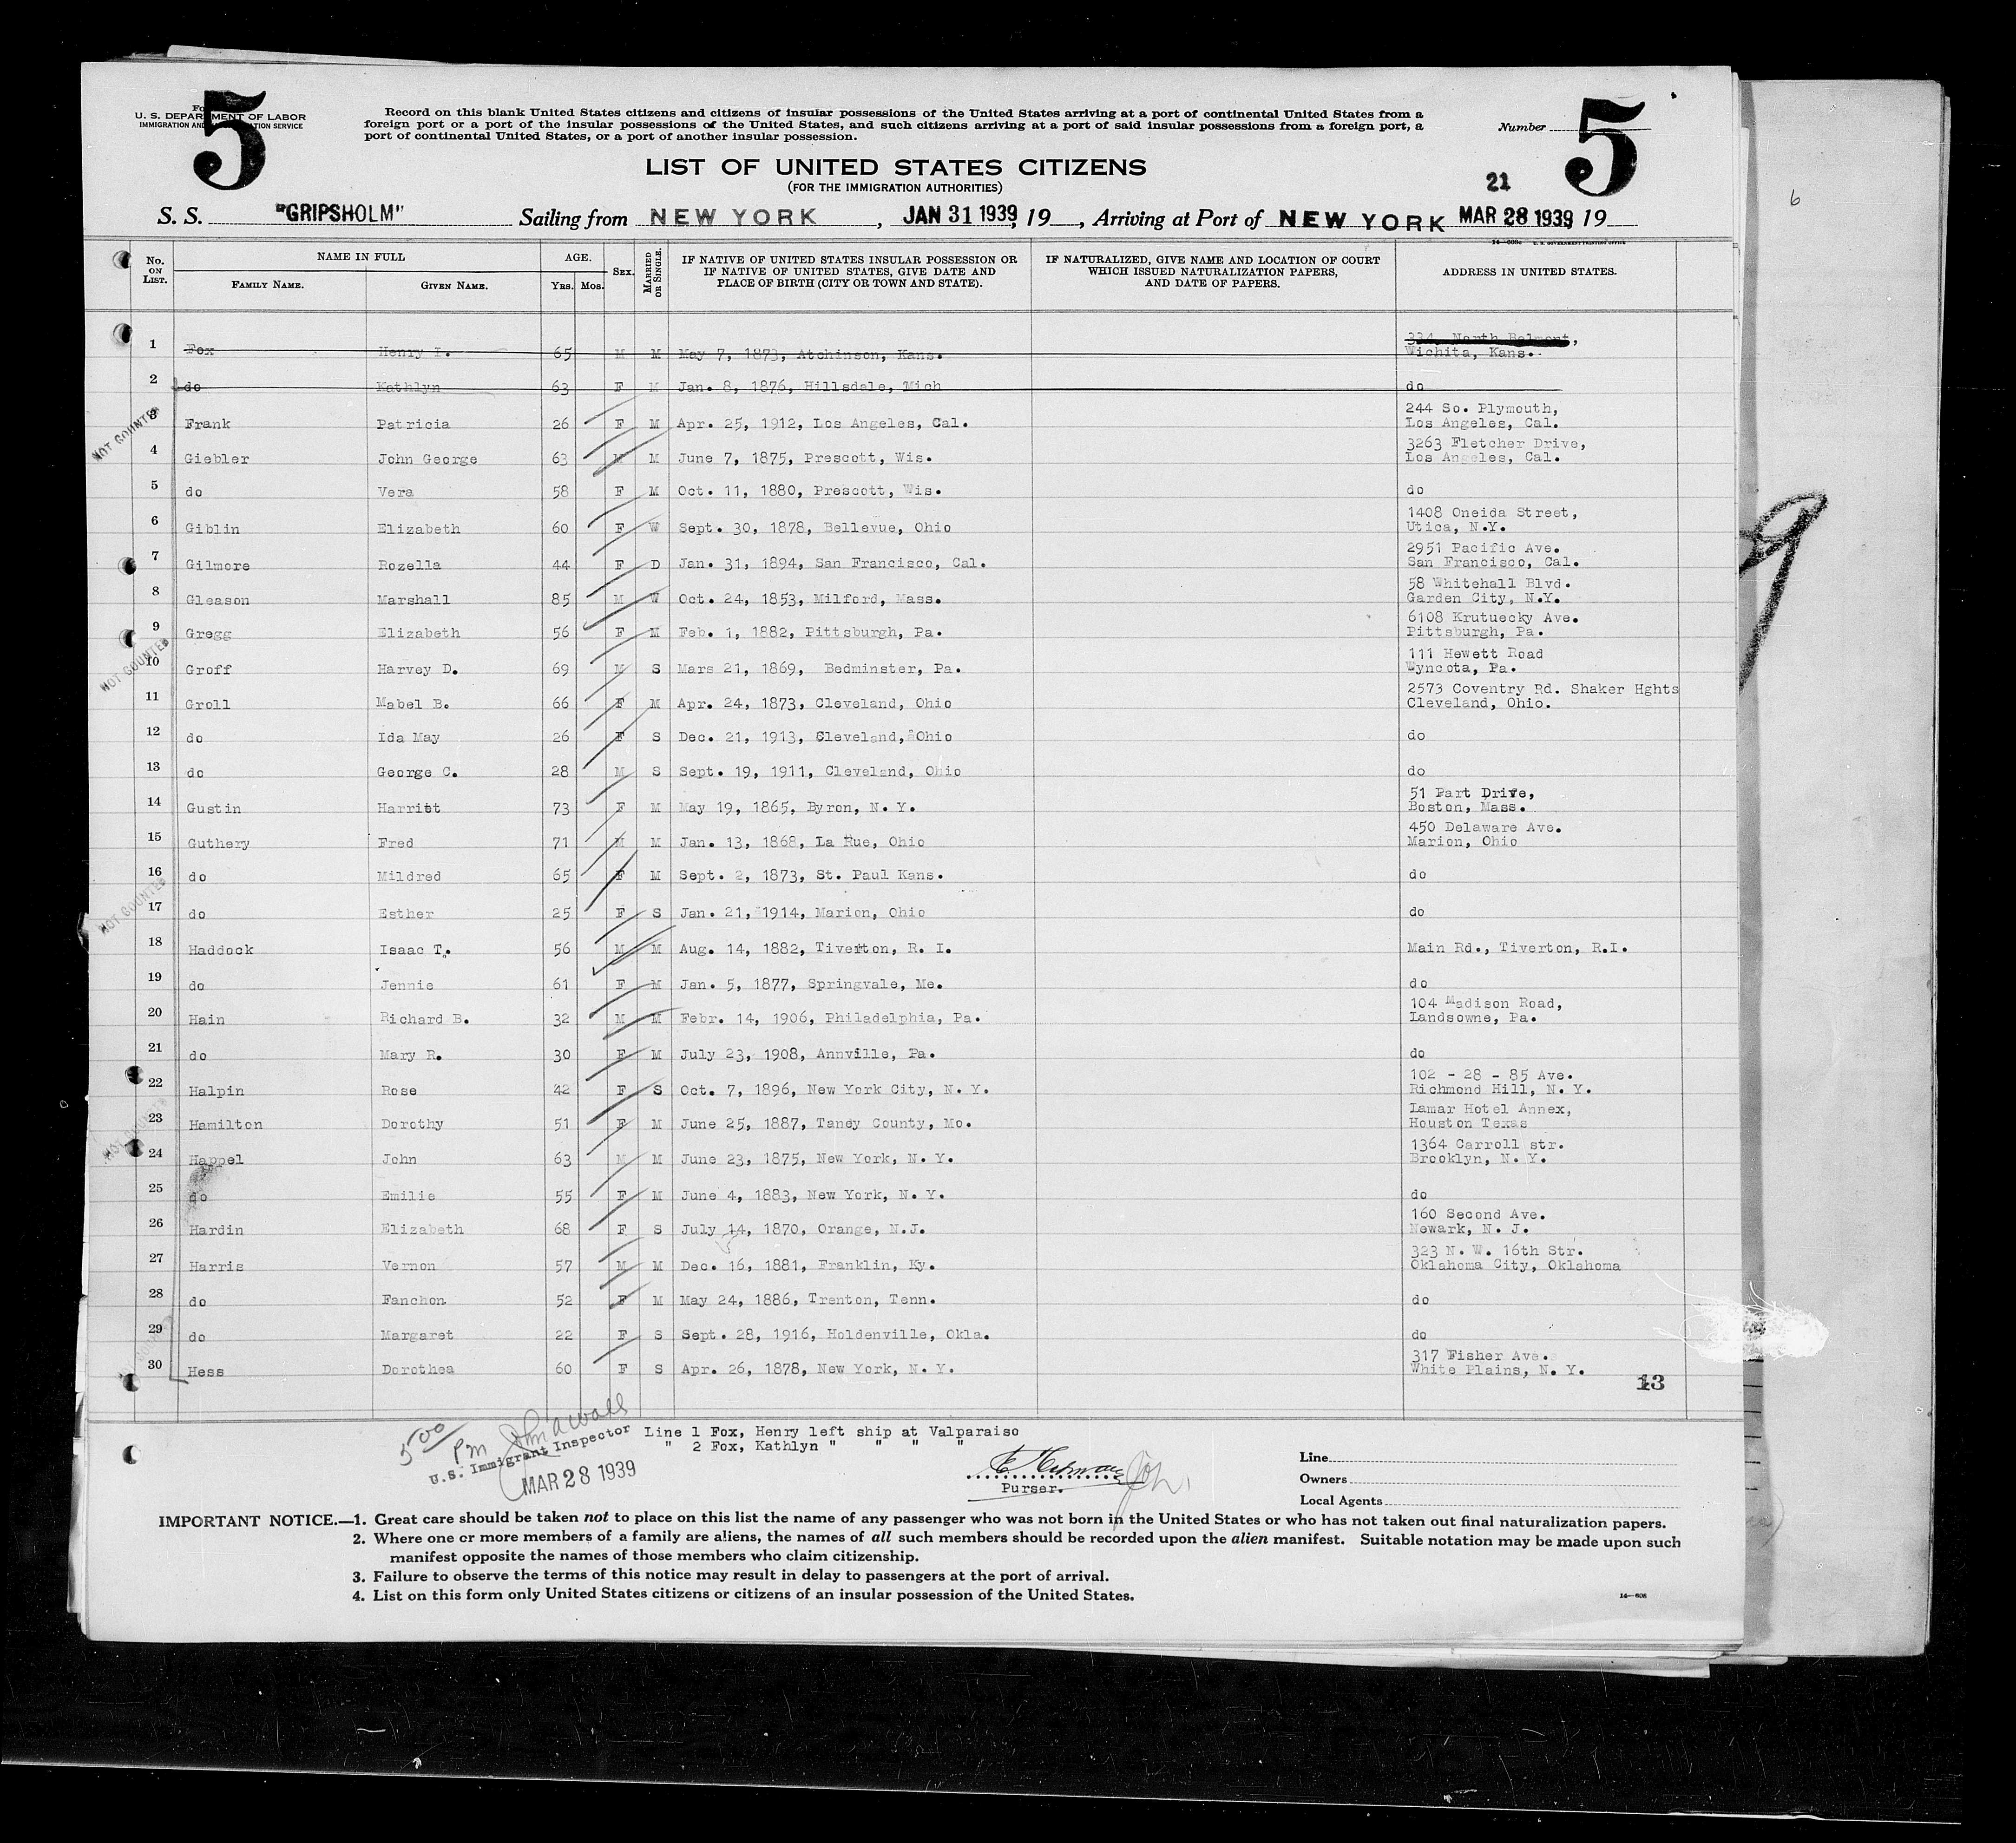 5
5
Form
U. S. DEPARTMENT OF LABOR
IMMIGRATION AND NATURALIZATION SERVICE
Record on this blank United States citizens and citizens of insular possessions of the United States arriving at a port of continental United States from a
foreign port or a port of the insular possessions of the United States, and such citizens arriving at a port of said insular possessions from a foreign port, a
port of continental United States, or a port of another insular possession.
Number
LIST OF UNITED STATES CITIZENS
(FOR THE IMMIGRATION AUTHORITIES)
21
S. S. "GRIPSHOLM" Sailing from NEW YORK , JAN 31 1939, 19 , Arriving at Port of NEW YORK MAR 28 1939, 19
6
No. ON LIST. NAME IN FULL FAMILY NAME. GIVEN NAME. AGE. YRS. MOS. SEX. MARRIED OR SINGLE. IF NATIVE OF UNITED STATES INSULAR POSSESSION OR IF NATIVE OF UNITED STATES, GIVE DATE AND PLACE OF BIRTH (CITY OR TOWN AND STATE). IF NATURALIZED, GIVE NAME AND LOCATION OF COURT WHICH ISSUED NATURALIZATION PAPERS, AND DATE OF PAPERS. ADDRESS IN UNITED STATES.
1 Fox Henry I. 65 M M May 7, 1873, Atchinson, Kans. 334 North Belmont, Wichita, Kans.
2 do Kathlyn 63 F M Jan. 8, 1876, Hillsdale, Mich do
3 Frank Patricia 26 F M Apr. 25, 1912, Los Angeles, Cal. 244 So. Plymouth, Los Angeles, Cal.
4 Giebler John George 63 M M June 7, 1875, Prescott, Wis. 3263 Fletcher Drive, Los Angeles, Cal.
5 do Vera 58 F M Oct. 11, 1880, Prescott, Wis. do
6 Giblin Elizabeth 60 F W Sept. 30, 1878, Bellevue, Ohio 1408 Oneida Street, Utica, N.Y.
7 Gilmore Rozella 44 F D Jan. 31, 1894, San Francisco, Cal. 2951 Pacific Ave. San Francisco, Cal.
8 Gleason Marshall 85 M W Oct. 24, 1853, Milford, Mass. 58 Whitehall Blvd. Garden City, N.Y.
9 Gregg Elizabeth 56 F M Feb. 1, 1882, Pittsburgh, Pa. 6108 Krutuecky Ave. Pittsburgh, Pa.
10 Groff Harvey D. 69 M S Mars 21, 1869, Bedminster, Pa. 111 Hewett Road Wyncota, Pa.
11 Groll Mabel B. 66 F M Apr. 24, 1873, Cleveland, Ohio 2573 Coventry Rd. Shaker Hghts Cleveland, Ohio.
12 do Ida May 26 F S Dec. 21, 1913, Cleveland, Ohio do
13 do George C. 28 M S Sept. 19, 1911, Cleveland, Ohio do
14 Gustin Harriet 73 F M May 19, 1865, Byron, N. Y. 51 Part Drive, Boston, Mass.
15 Guthery Fred 71 M M Jan. 13, 1868, La Rue, Ohio 450 Delaware Ave. Marion, Ohio
16 do Mildred 65 F M Sept. 2, 1873, St. Paul Kans. do
17 do Esther 25 F S Jan. 21, 1914, Marion, Ohio do
18 Haddock Isaac T. 56 M M Aug. 14, 1882, Tiverton, R. I. Main Rd., Tiverton, R.I.
19 do Jennie 61 F M Jan. 5, 1877, Springvale, Me. do
20 Hain Richard B. 32 M M Febr. 14, 1906, Philadelphia, Pa. 104 Madison Road, Landsowne, Pa.
21 do Mary R. 30 F M July 23, 1908, Annville, Pa. do
22 Halpin Rose 42 F S Oct. 7, 1896, New York City, N. Y. 102 - 28 - 85 Ave. Richmond Hill, N. Y.
23 Hamilton Dorothy 51 F M June 25, 1887, Taney County, Mo. Lamar Hotel Annex, Houston Texas
24 Happel John 63 M M June 23, 1875, New York, N. Y. 1364 Carroll str. Brooklyn, N. Y.
25 do Emilie 55 F M June 4, 1883, New York, N. Y. do
26 Hardin Elizabeth 68 F S July 14, 1870, Orange, N.J. 160 Second Ave. Newark, N. J.
27 Harris Vernon 57 M M Dec. 16, 1881, Franklin, Ky. 323 N. W. 16th Str. Oklahoma City, Oklahoma
28 do Fanchon 52 F M May 24, 1886, Trenton, Tenn. do
29 do Margaret 22 F S Sept. 28, 1916, Holdenville, Okla. do
30 Hess Dorothea 60 F S Apr. 26, 1878, New York, N. Y. 317 Fisher Ave. White Plains, N. Y.
13
NOT COUNTED
NOT COUNTED
NOT COUNTED
NOT COUNTED
9
Line 1 Fox, Henry left ship at Valparaiso
" 2 Fox, Kathlyn " " " "
5 00 PM
U.S. Immigrant Inspector
MAR 28 1939
Purser.
Line
Owners
Local Agents
IMPORTANT NOTICE.—1. Great care should be taken not to place on this list the name of any passenger who was not born in the United States or who has not taken out final naturalization papers.
2. Where one or more members of a family are aliens, the names of all such members should be recorded upon the alien manifest. Suitable notation may be made upon such
manifest opposite the names of those members who claim citizenship.
3. Failure to observe the terms of this notice may result in delay to passengers at the port of arrival.
4. List on this form only United States citizens or citizens of an insular possession of the United States.
14—608